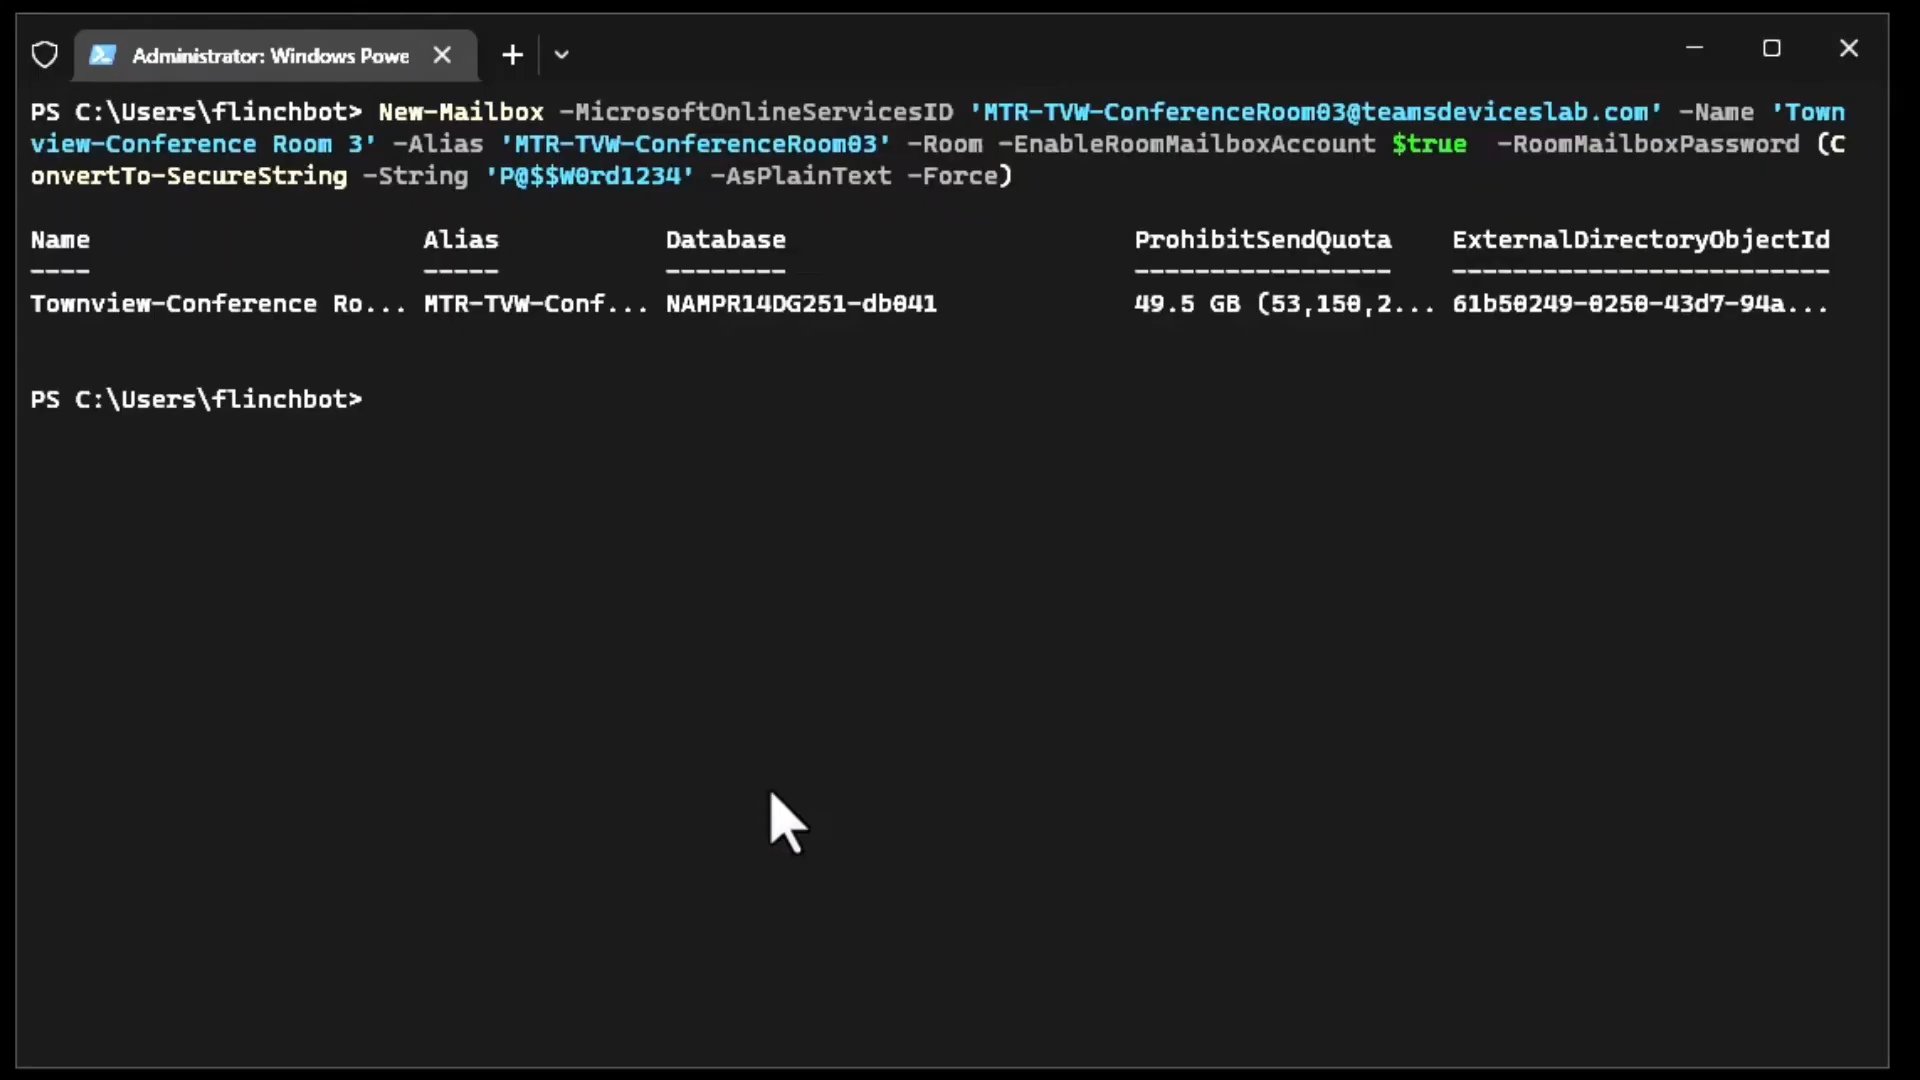 Administrator: Windows Powe
PS C:\Users\flinchbot> New-Mailbox -MicrosoftOnlineServicesID 'MTR-TVW-ConferenceRoom03@teamsdeviceslab.com' -Name 'Town
view-Conference Room 3' -Alias 'MTR-TVW-ConferenceRoom03' -Room -EnableRoomMailboxAccount $true  -RoomMailboxPassword (C
onvertTo-SecureString -String 'P@$$W0rd1234' -AsPlainText -Force)
Name Alias Database ProhibitSendQuota ExternalDirectoryObjectId
---- ----- -------- ----------------- -------------------------
Townview-Conference Ro... MTR-TVW-Conf... NAMPR14DG251-db041 49.5 GB (53,150,2... 61b50249-0250-43d7-94a...
PS C:\Users\flinchbot>